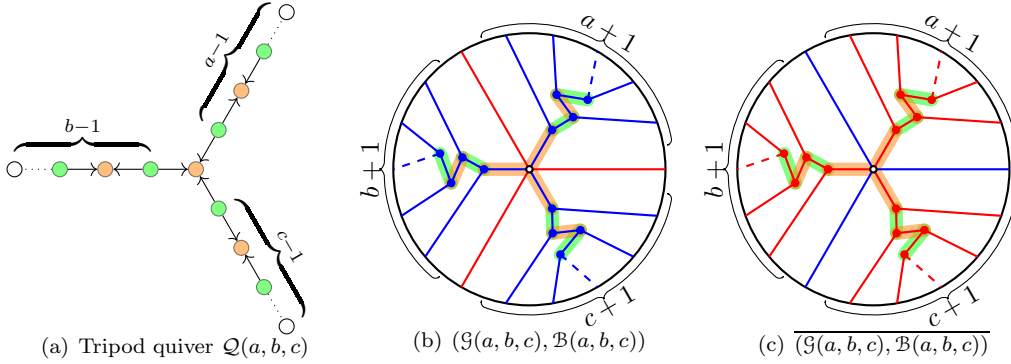 a−1
b−1
c−1
(a) Tripod quiver 𝒬(a, b, c)
a + 1
b + 1
c + 1
(b) (𝒢(a, b, c), ℬ(a, b, c))
a + 1
b + 1
c + 1
(c) (𝒢(a, b, c), ℬ(a, b, c))